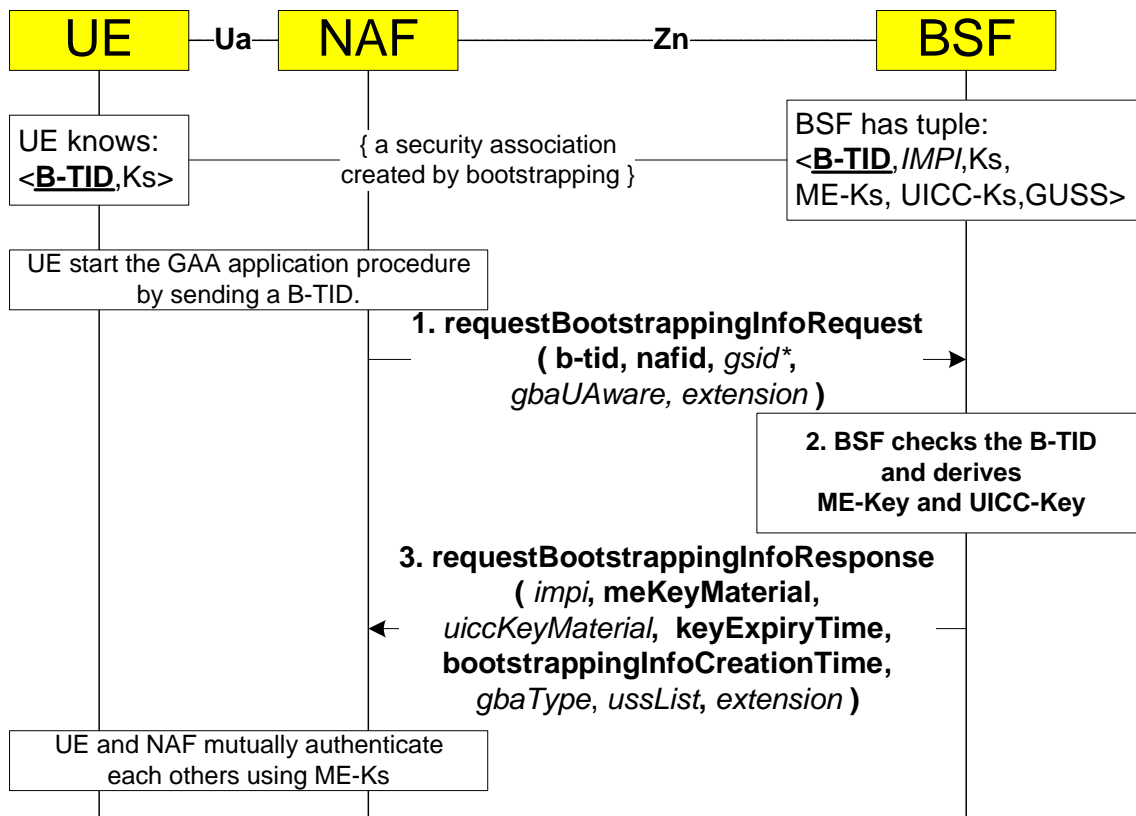 UE
Ua
NAF
Zn
BSF
UE knows:
<B-TID,Ks>
{ a security association
created by bootstrapping }
BSF has tuple:
<B-TID,IMPI,Ks,
ME-Ks, UICC-Ks,GUSS>
UE start the GAA application procedure
by sending a B-TID.
1. requestBootstrappingInfoRequest
( b-tid, nafid, gsid*,
gbaUAware, extension )
2. BSF checks the B-TID
and derives
ME-Key and UICC-Key
3. requestBootstrappingInfoResponse
( impi, meKeyMaterial,
uiccKeyMaterial, keyExpiryTime,
bootstrappingInfoCreationTime,
gbaType, ussList, extension )
UE and NAF mutually authenticate
each others using ME-Ks